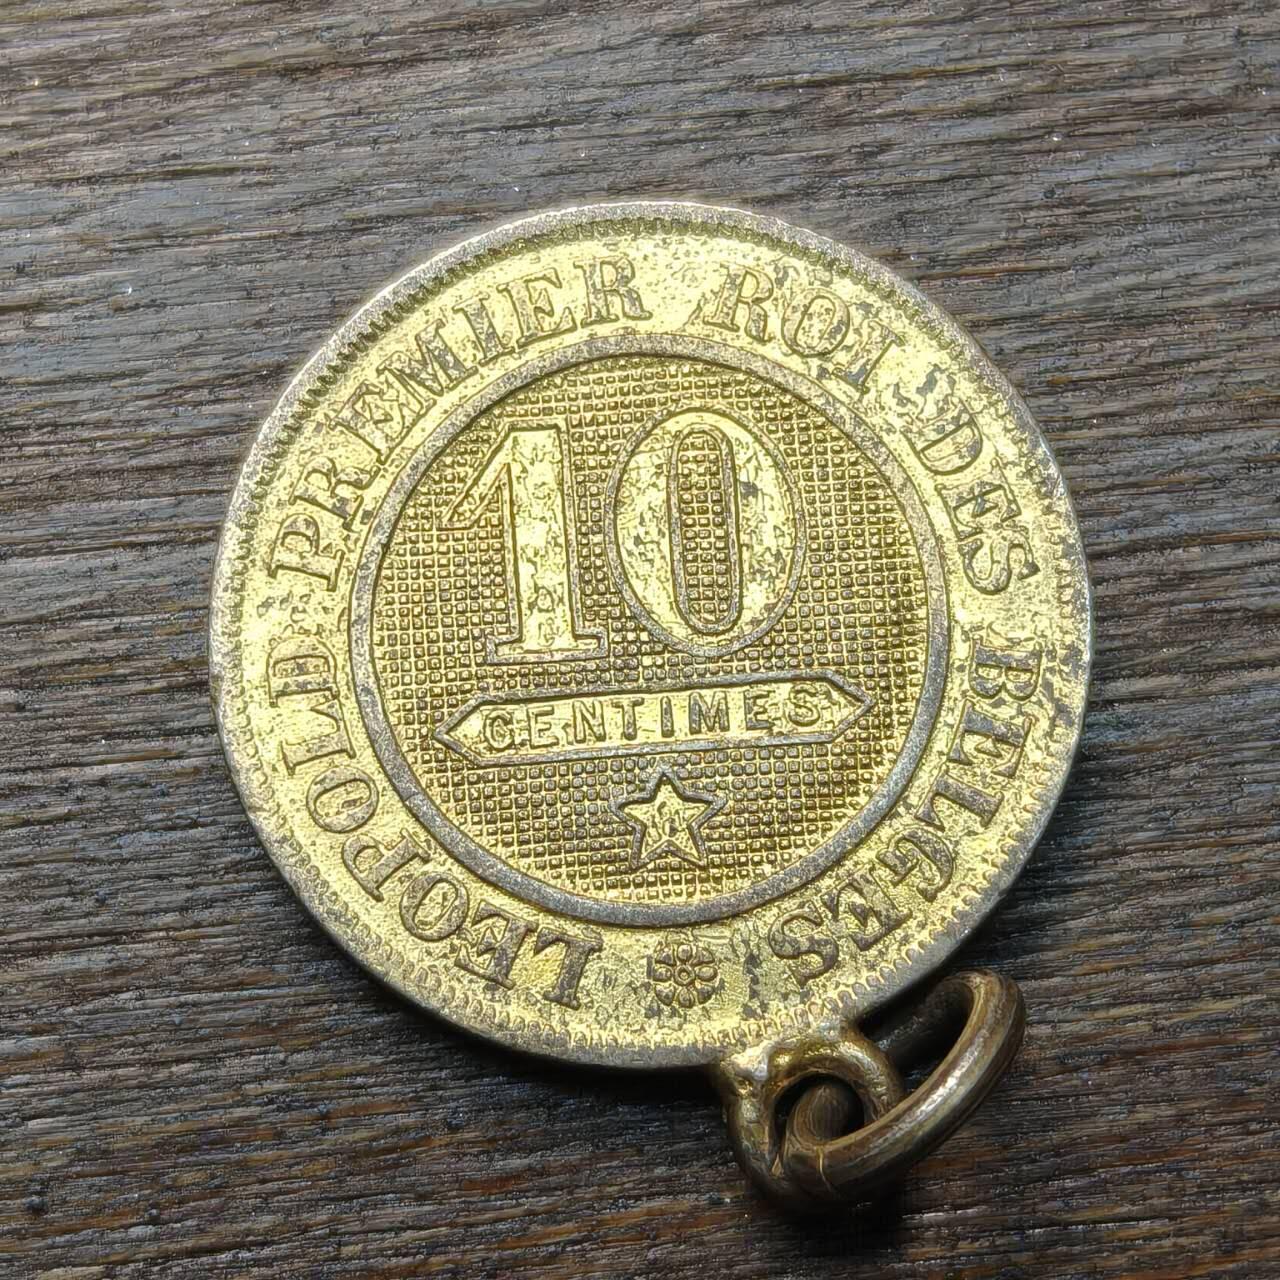 LEOPOLD PREMIER ROI DES BELGES
10
CENTIMES